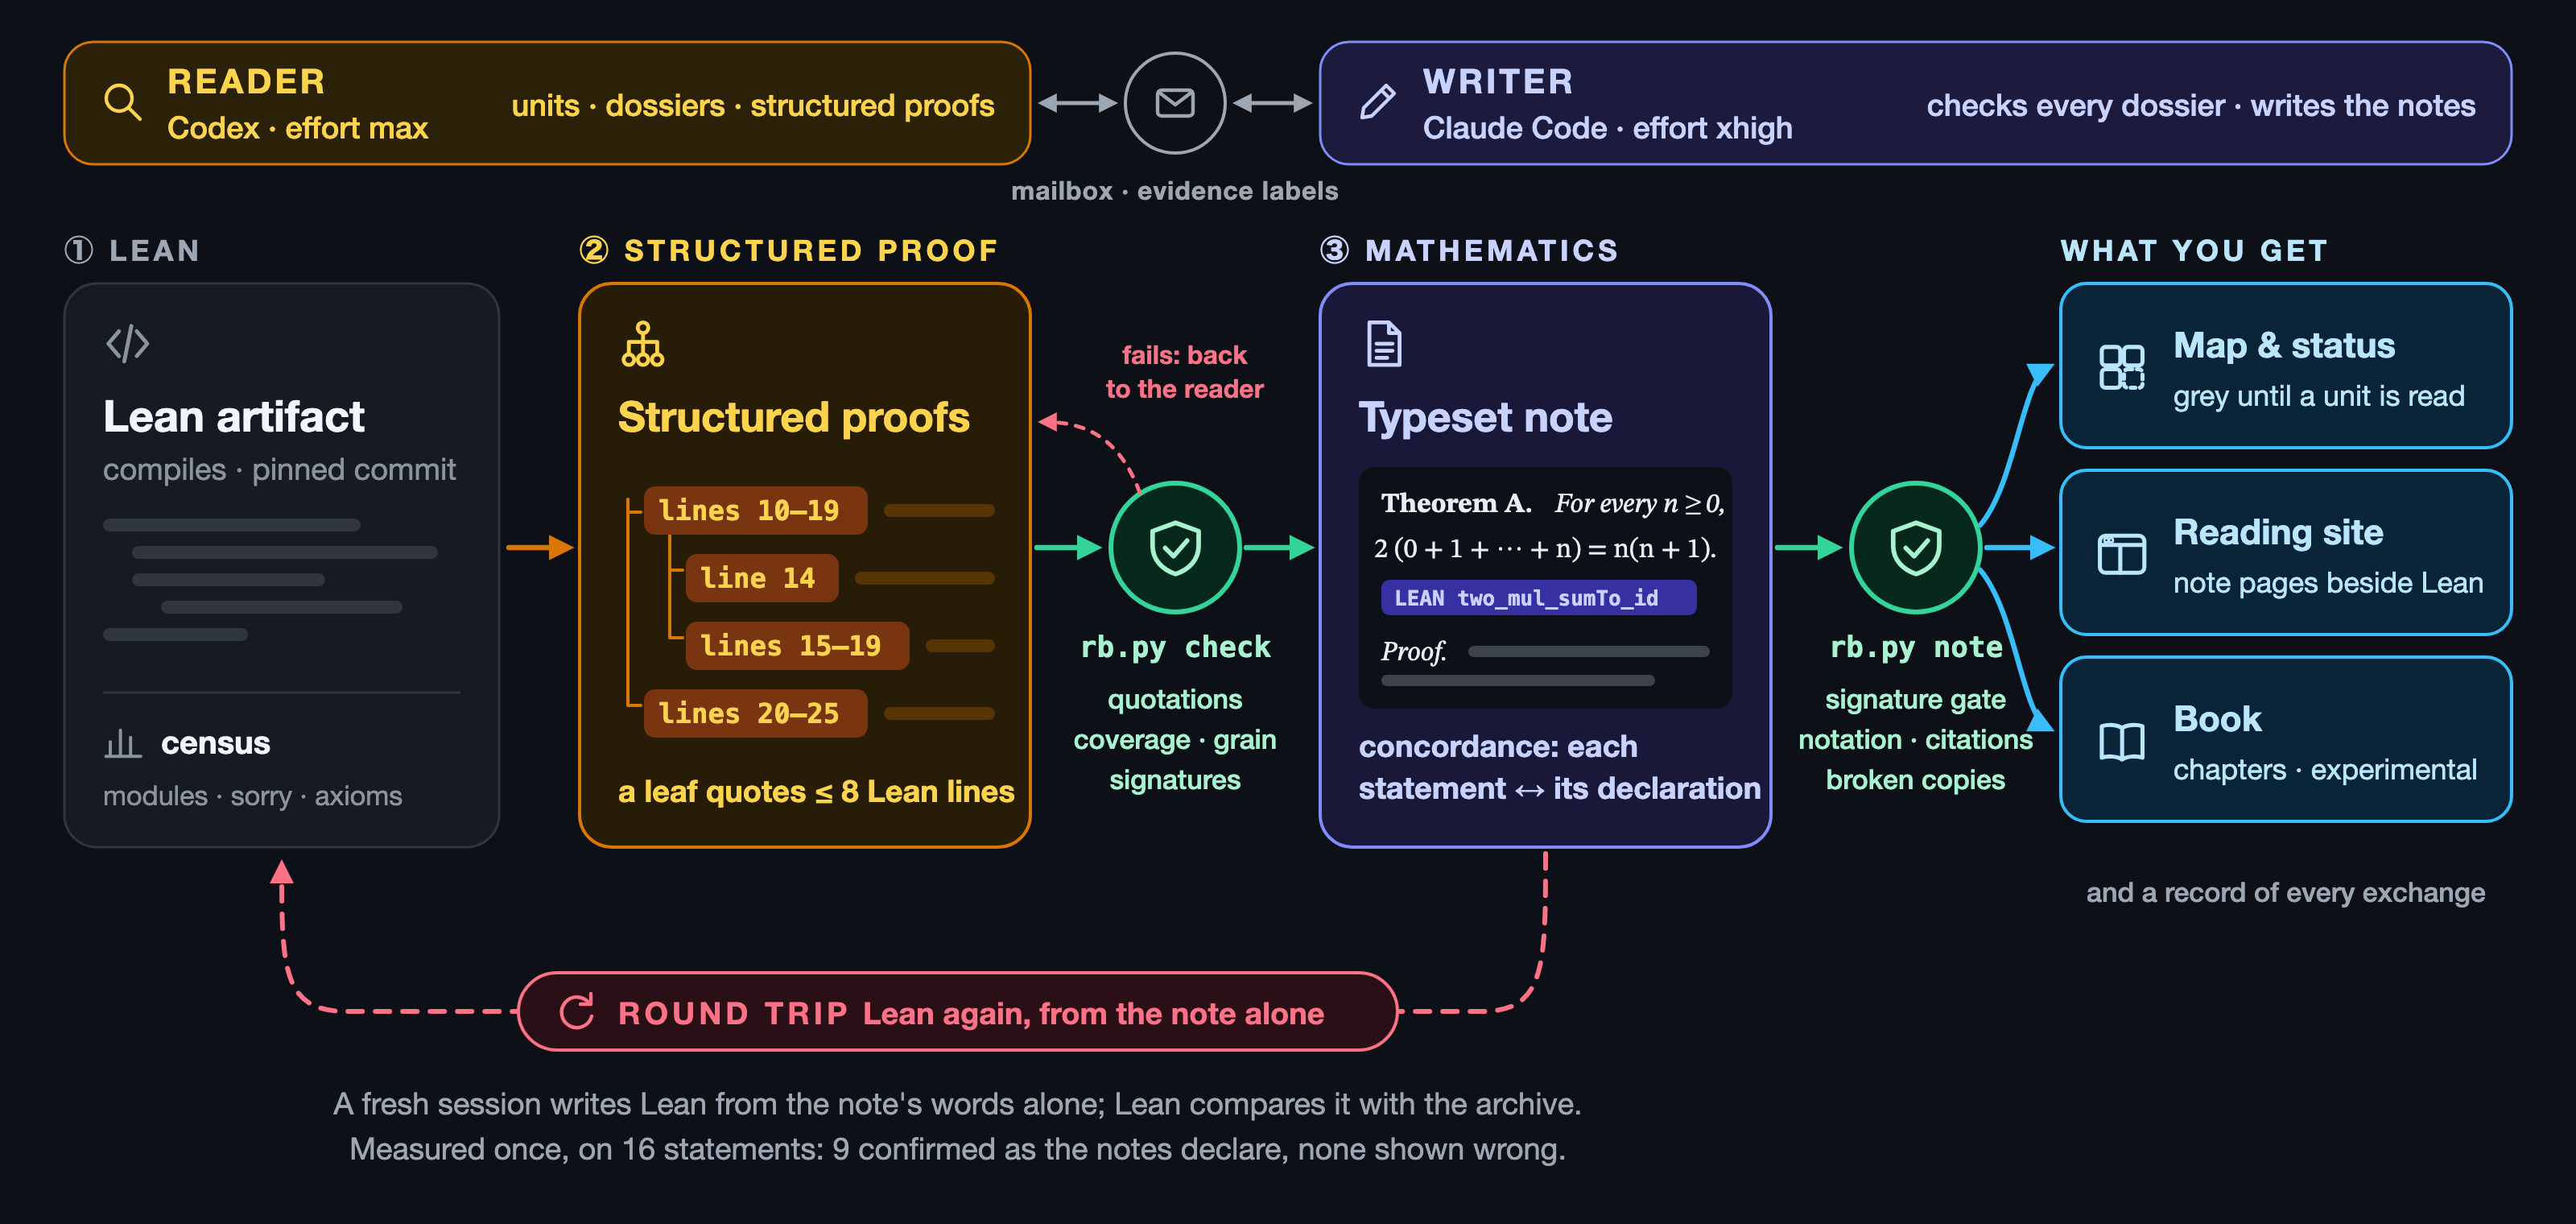 READER
Codex · effort max
units · dossiers · structured proofs
WRITER
Claude Code · effort xhigh
checks every dossier · writes the notes
mailbox · evidence labels
① LEAN
Lean artifact
compiles · pinned commit
census
modules · sorry · axioms
② STRUCTURED PROOF
Structured proofs
lines 10–19
line 14
lines 15–19
lines 20–25
a leaf quotes ≤ 8 Lean lines
fails: back
to the reader
rb.py check
quotations
coverage · grain
signatures
③ MATHEMATICS
Typeset note
Theorem A. For every n ≥ 0,
2 (0 + 1 + ··· + n) = n(n + 1).
LEAN two_mul_sumTo_id
Proof.
concordance: each
statement ↔ its declaration
rb.py note
signature gate
notation · citations
broken copies
WHAT YOU GET
Map & status
grey until a unit is read
Reading site
note pages beside Lean
Book
chapters · experimental
and a record of every exchange
ROUND TRIP Lean again, from the note alone
A fresh session writes Lean from the note's words alone; Lean compares it with the archive.
Measured once, on 16 statements: 9 confirmed as the notes declare, none shown wrong.